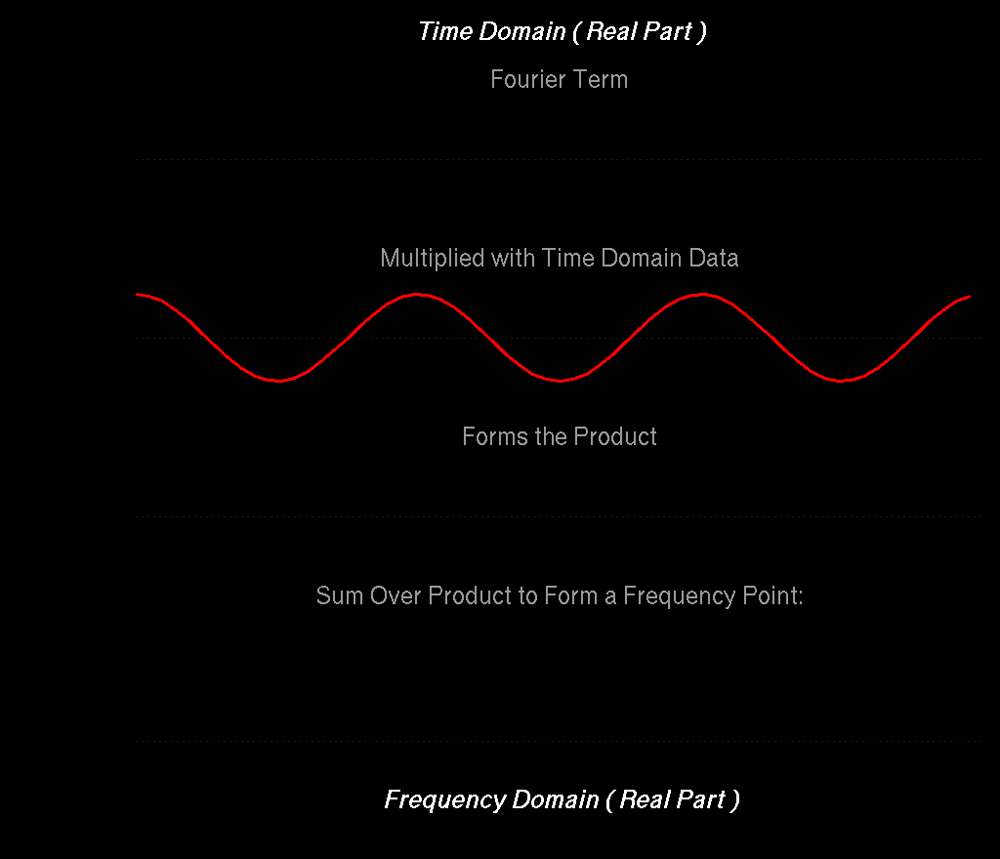 Time Domain ( Real Part )
Fourier Term
Multiplied with Time Domain Data
Forms the Product
Sum Over Product to Form a Frequency Point:
Frequency Domain ( Real Part )